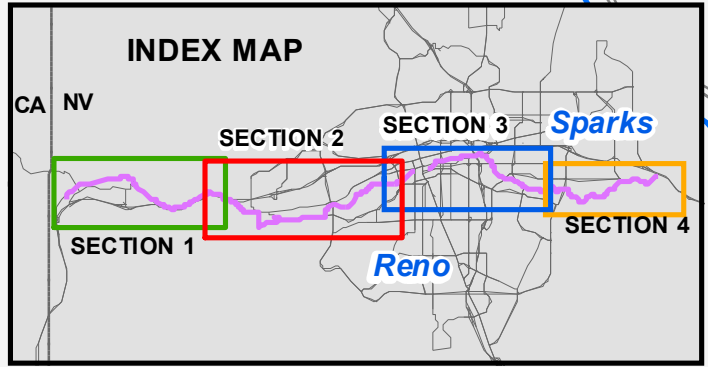 INDEX MAP
CA NV
SECTION 2
SECTION 3
Sparks
SECTION 1
SECTION 4
Reno